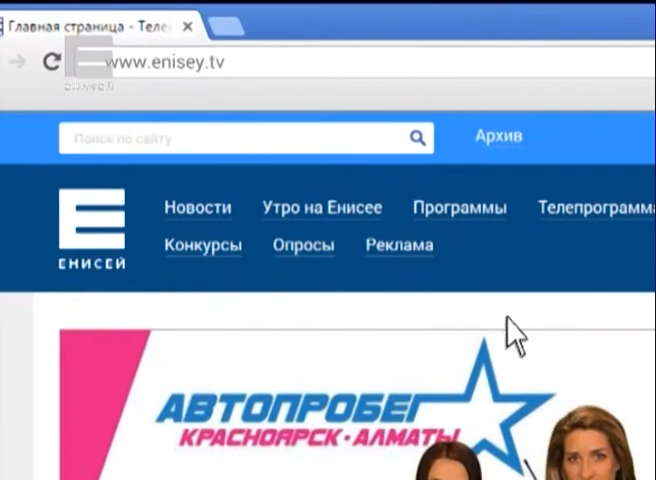 Главная страница - Теле
www.enisey.tv
ЕНИСЕЙ
Поиск по сайту
Архив
Новости Утро на Енисее Программы Телепрограмма
Конкурсы Опросы Реклама
ЕНИСЕЙ
АВТОПРОБЕГ
КРАСНОЯРСК-АЛМАТЫ